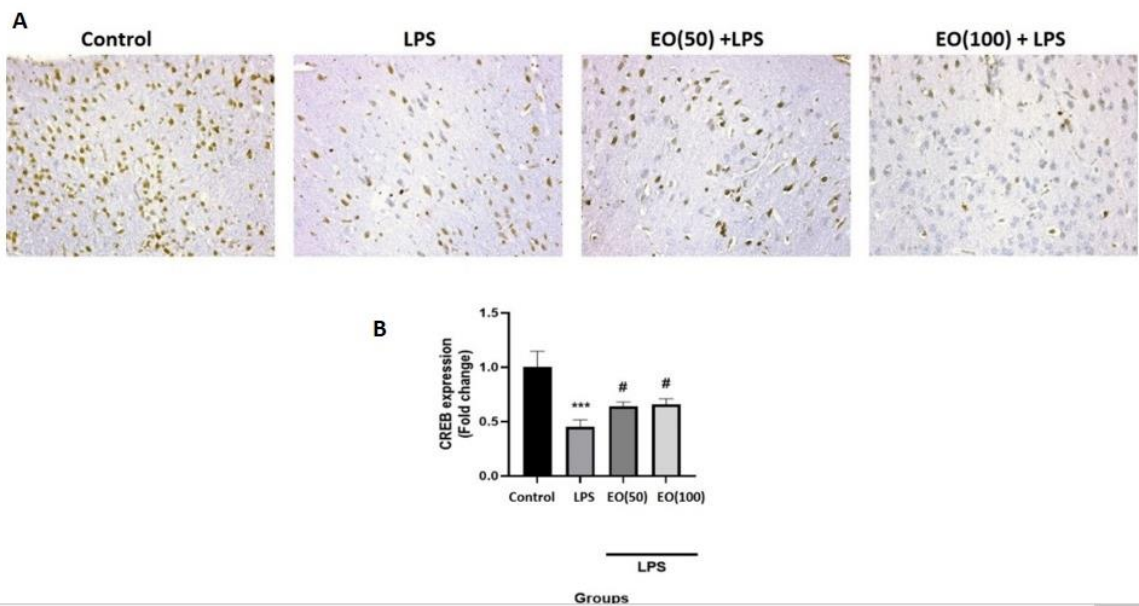 A
Control LPS EO(50) +LPS EO(100) + LPS
B
1.5
1.0
0.5
0.0
CREB expression
(Fold change)
***
#
#
Control LPS EO(50) EO(100)
LPS
Groups